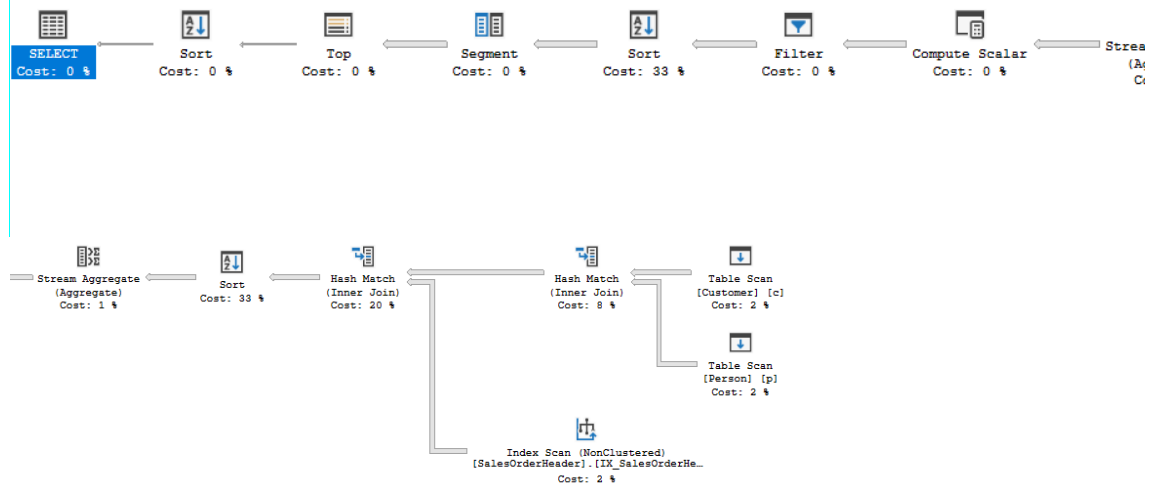 SELECT
Cost: 0 %
Sort
Cost: 0 %
Top
Cost: 0 %
Segment
Cost: 0 %
Sort
Cost: 33 %
Filter
Cost: 0 %
Compute Scalar
Cost: 0 %
Strea
(Ag
Co
Stream Aggregate
(Aggregate)
Cost: 1 %
Sort
Cost: 33 %
Hash Match
(Inner Join)
Cost: 20 %
Hash Match
(Inner Join)
Cost: 8 %
Table Scan
[Customer] [c]
Cost: 2 %
Table Scan
[Person] [p]
Cost: 2 %
Index Scan (NonClustered)
[SalesOrderHeader].[IX_SalesOrderHe…
Cost: 2 %